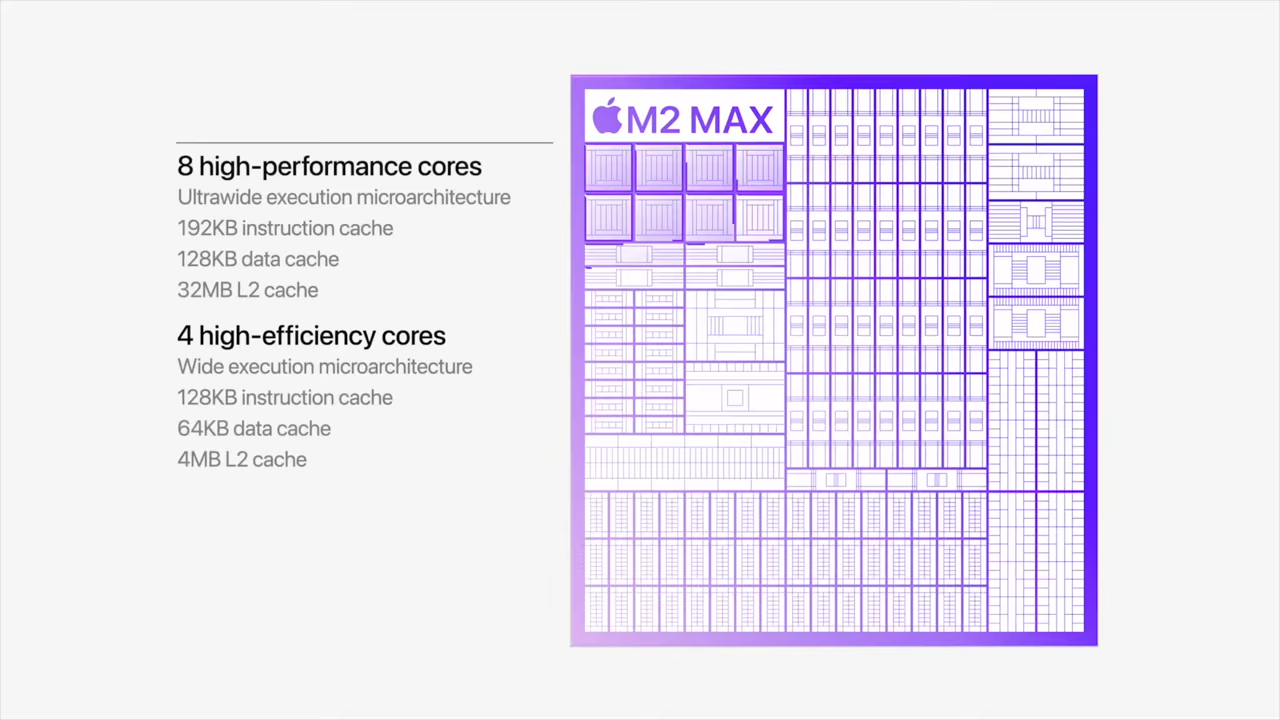 8 high-performance cores
Ultrawide execution microarchitecture
192KB instruction cache
128KB data cache
32MB L2 cache
4 high-efficiency cores
Wide execution microarchitecture
128KB instruction cache
64KB data cache
4MB L2 cache
M2 MAX